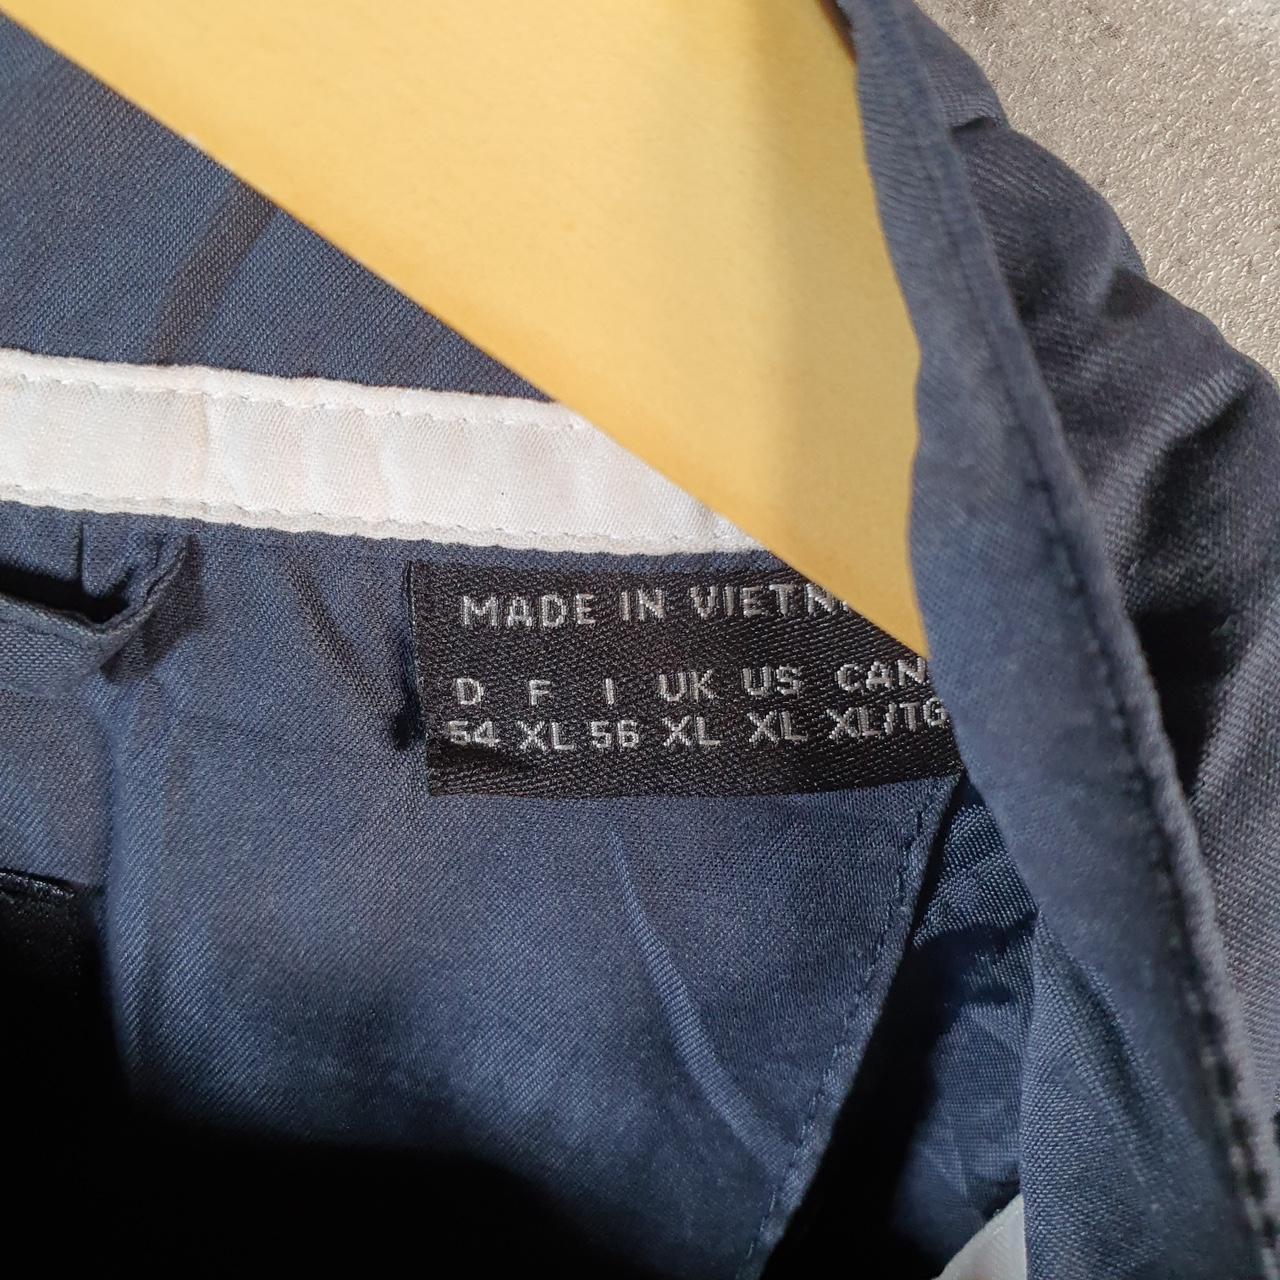 MADE IN VIETN
D F I UK US CAN
54 XL 56 XL XL XL/TG